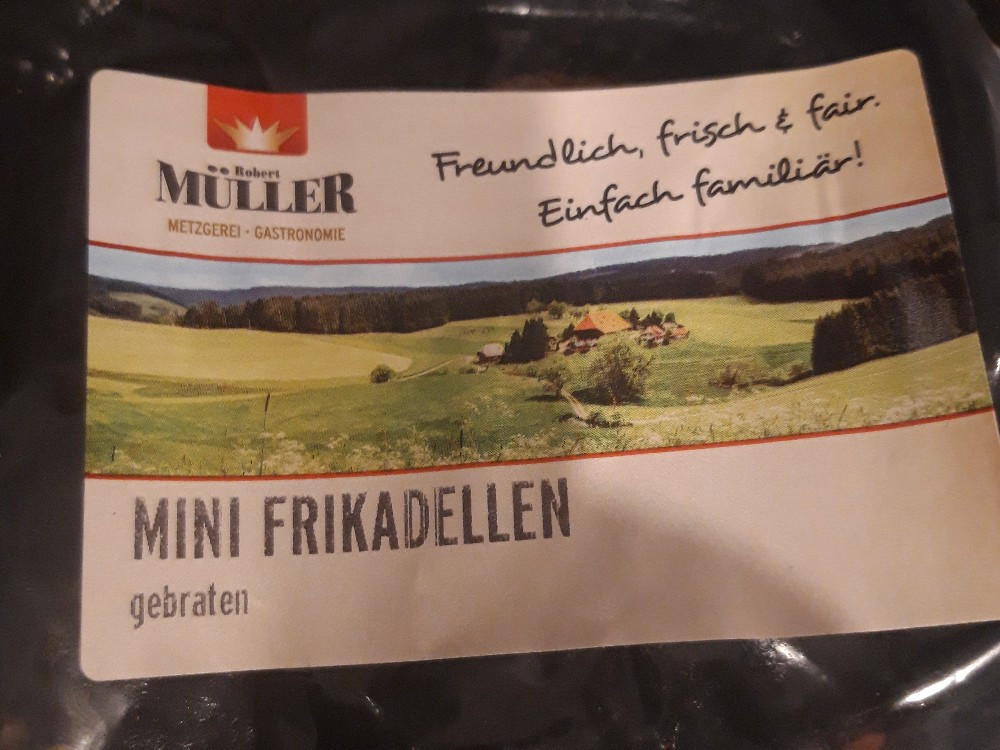 Robert
MÜLLER
METZGEREI · GASTRONOMIE
Freundlich, frisch & fair.
Einfach familiär!
MINI FRIKADELLEN
gebraten